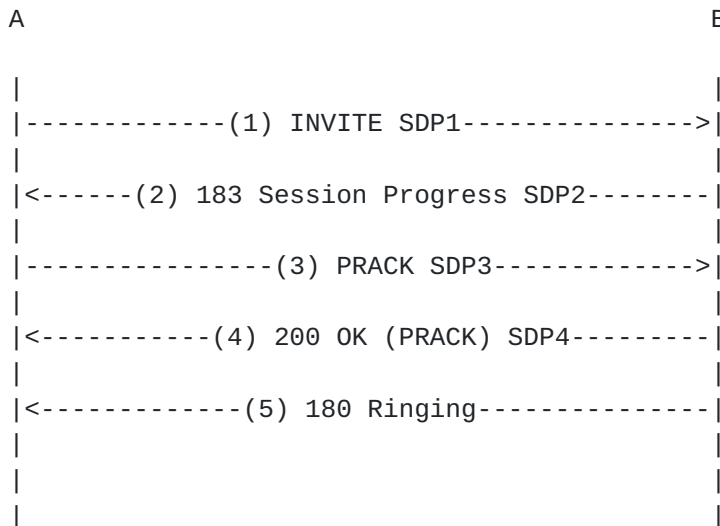 A
|-------------(1) INVITE SDP1--------------->|
|<------(2) 183 Session Progress SDP2--------|
|----------------(3) PRACK SDP3------------->|
|<-----------(4) 200 OK (PRACK) SDP4---------|
|<-------------(5) 180 Ringing---------------|